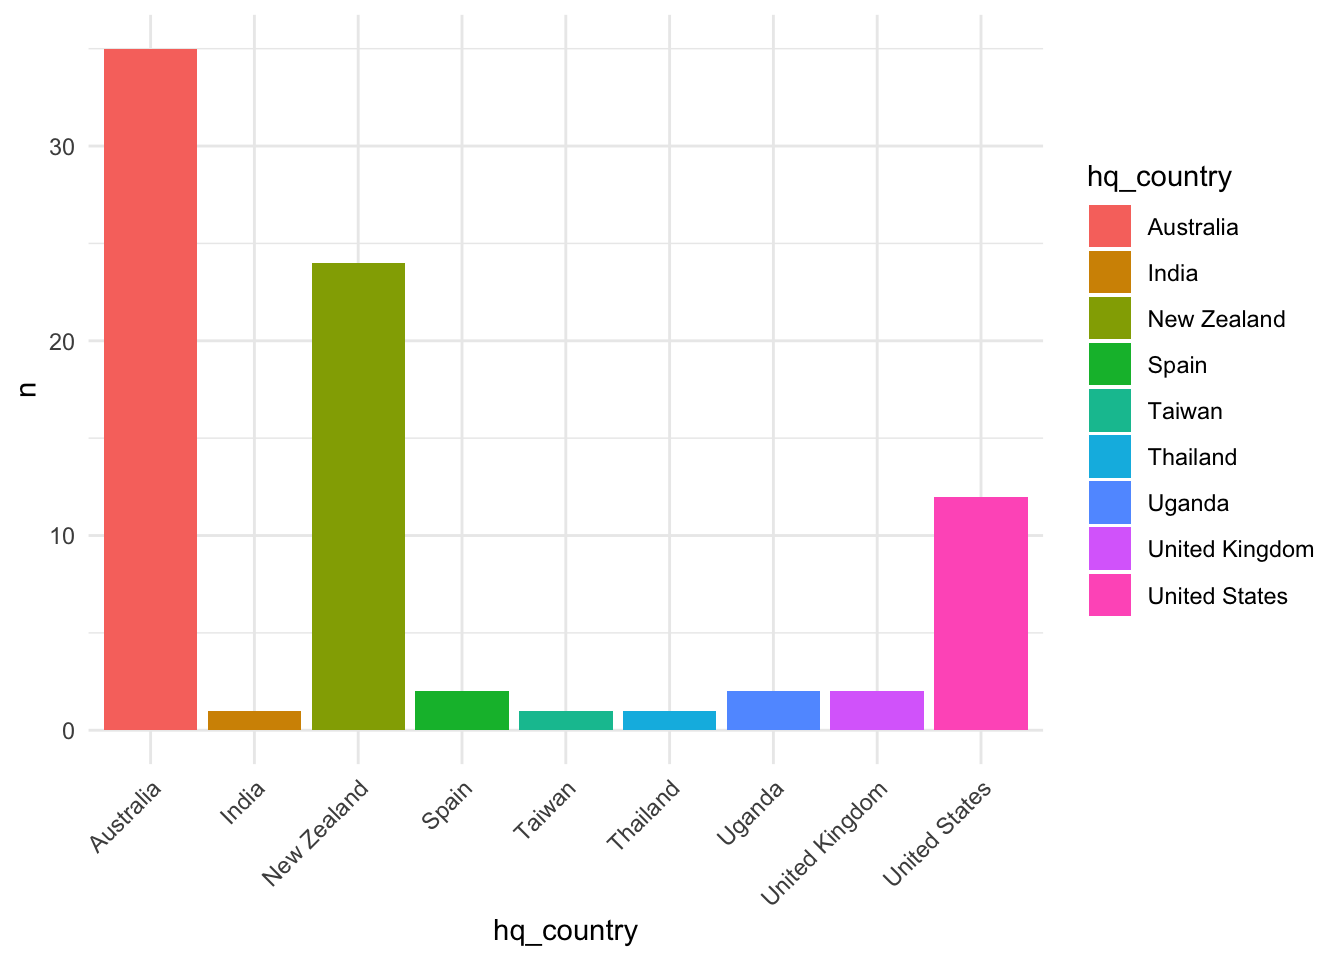 30
20
10
0
n
Australia
India
New Zealand
Spain
Taiwan
Thailand
Uganda
United Kingdom
United States
hq_country
hq_country
Australia
India
New Zealand
Spain
Taiwan
Thailand
Uganda
United Kingdom
United States